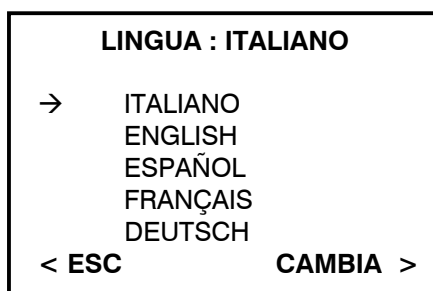 LINGUA : ITALIANO
→ ITALIANO
ENGLISH
ESPAÑOL
FRANÇAIS
DEUTSCH
< ESC CAMBIA >